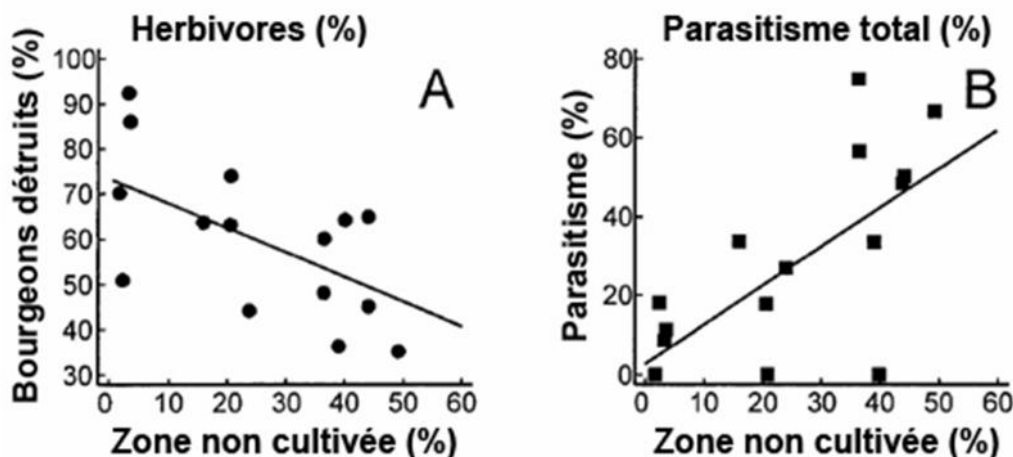 Herbivores (%)
Bourgeons détruits (%)
100
90
80
70
60
50
40
30
A
0 10 20 30 40 50 60
Zone non cultivée (%)
Parasitisme total (%)
Parasitisme (%)
80
60
40
20
0
B
0 10 20 30 40 50 60
Zone non cultivée (%)